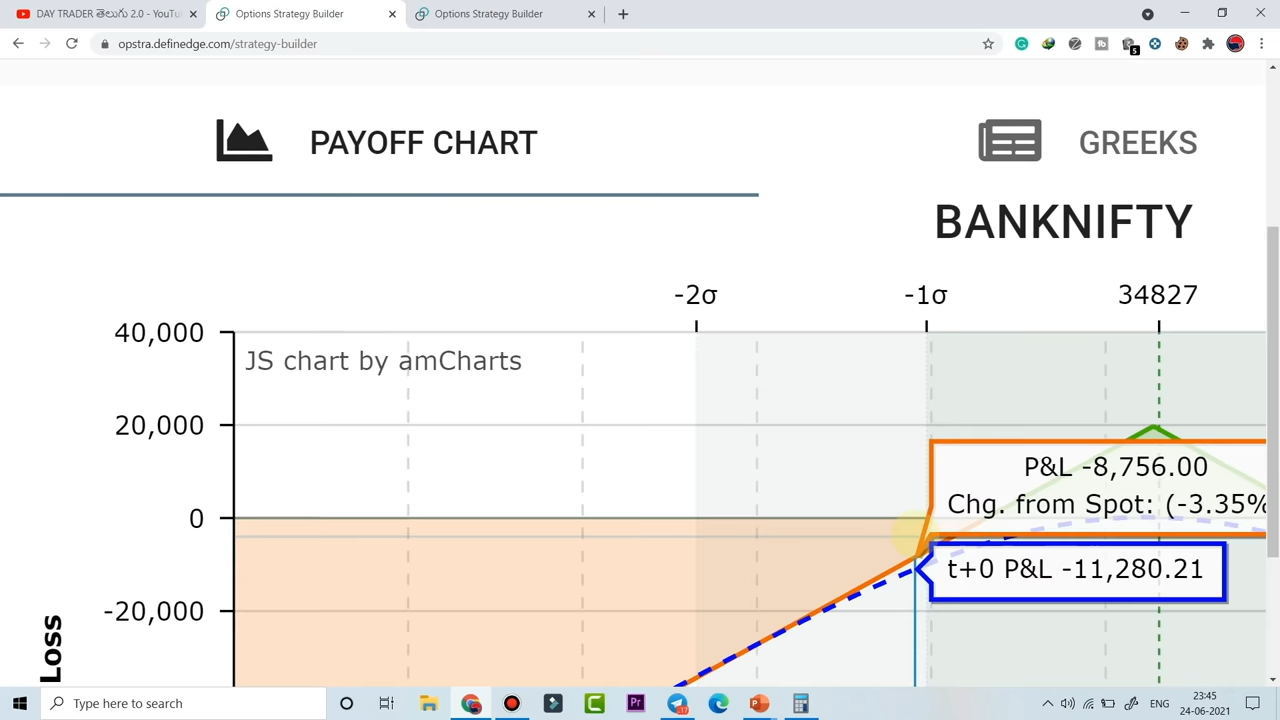 DAY TRADER తెలుగు 2.0 - YouTu
Options Strategy Builder
Options Strategy Builder
opstra.definedge.com/strategy-builder
5
PAYOFF CHART
GREEKS
BANKNIFTY
-2σ
-1σ
34827
40,000
JS chart by amCharts
20,000
P&L -8,756.00
Chg. from Spot: (-3.35%
0
t+0 P&L -11,280.21
-20,000
Loss
Type here to search
ENG
23:45
24-06-2021